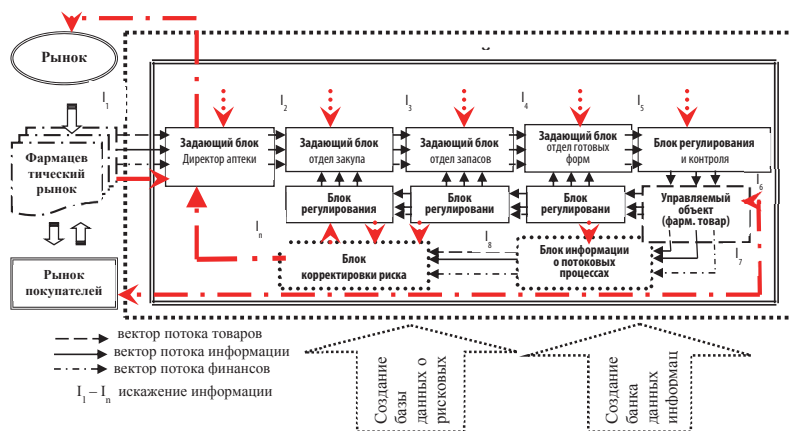 Рынок
I1
I2
I3
I4
I5
Задающий блок
Директор аптеки
Задающий блок
отдел закупа
Задающий блок
отдел запасов
Задающий блок
отдел готовых
форм
Блок регулирования
и контроля
Фармацев
тический
рынок
I6
Блок
регулирования
Блок
регулировани
Блок
регулировани
Управляемый
объект
(фарм. товар)
In
I8
I7
Блок
корректировки риска
Блок информации
о потоковых
процессах
Рынок
покупателей
вектор потока товаров
вектор потока информации
вектор потока финансов
I1 – In искажение информации
Создание
базы
данных о
рисковых
Создание
банка
данных
информац